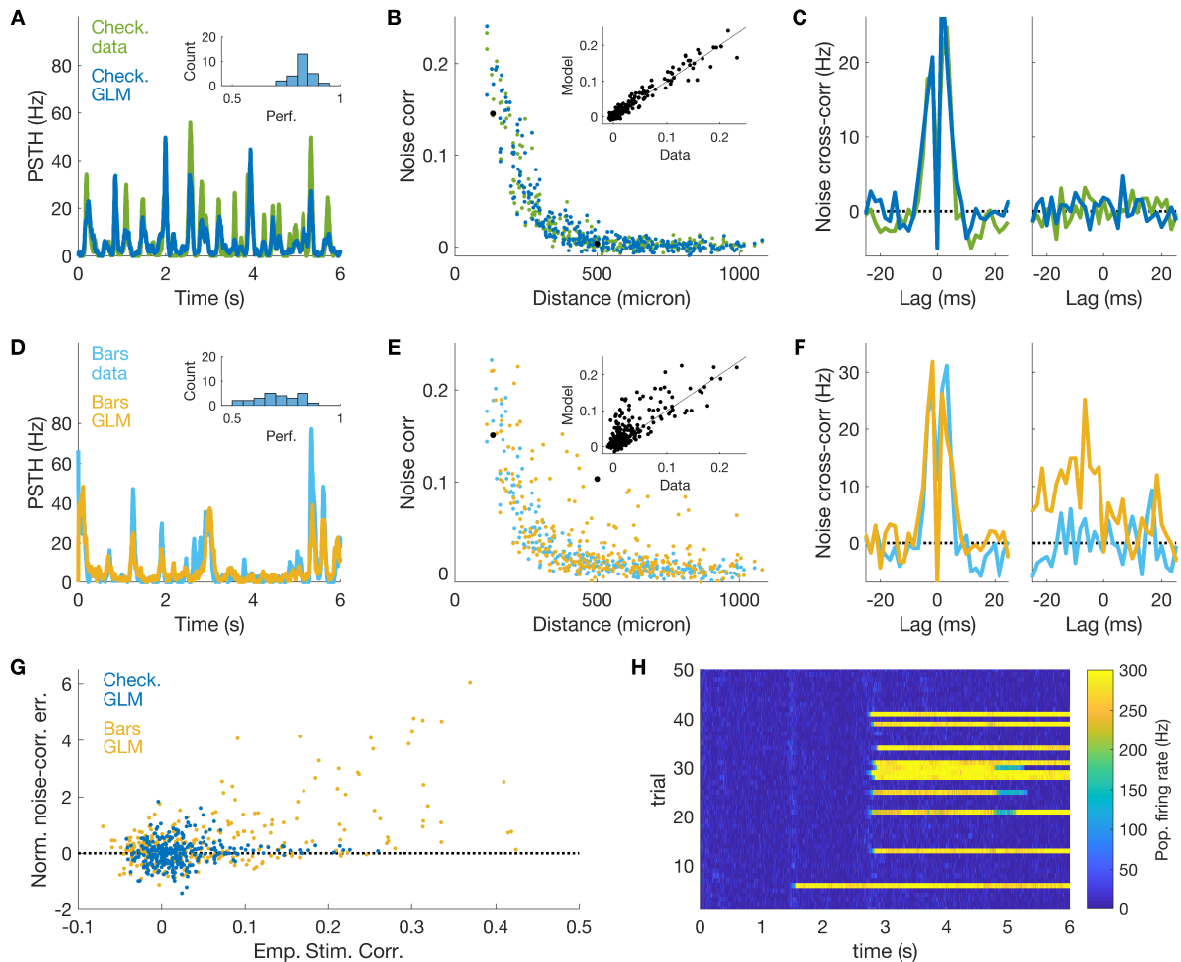 A
Check.
data
Check.
GLM
PSTH (Hz)
80
60
40
20
0
0 2 4 6
Time (s)
Count
20
10
0
0.5 1
Perf.
B
Noise corr
0.2
0.1
0
0 500 1000
Distance (micron)
Model
0.2
0.1
0
0 0.1 0.2
Data
C
Noise cross-corr (Hz)
20
10
0
-20 0 20
Lag (ms)
-20 0 20
Lag (ms)
D
Bars
data
Bars
GLM
PSTH (Hz)
80
60
40
20
0
0 2 4 6
Time (s)
Count
20
10
0
0.5 1
Perf.
E
Noise corr
0.2
0.1
0
0 500 1000
Distance (micron)
Model
0.2
0.1
0
0 0.1 0.2
Data
F
Noise cross-corr (Hz)
30
20
10
0
-20 0 20
Lag (ms)
-20 0 20
Lag (ms)
G
Check.
GLM
Bars
GLM
Norm. noise-corr. err.
6
4
2
0
-2
-0.1 0 0.1 0.2 0.3 0.4 0.5
Emp. Stim. Corr.
H
trial
50
40
30
20
10
0 1 2 3 4 5 6
time (s)
300
250
200
150
100
50
0
Pop. firing rate (Hz)